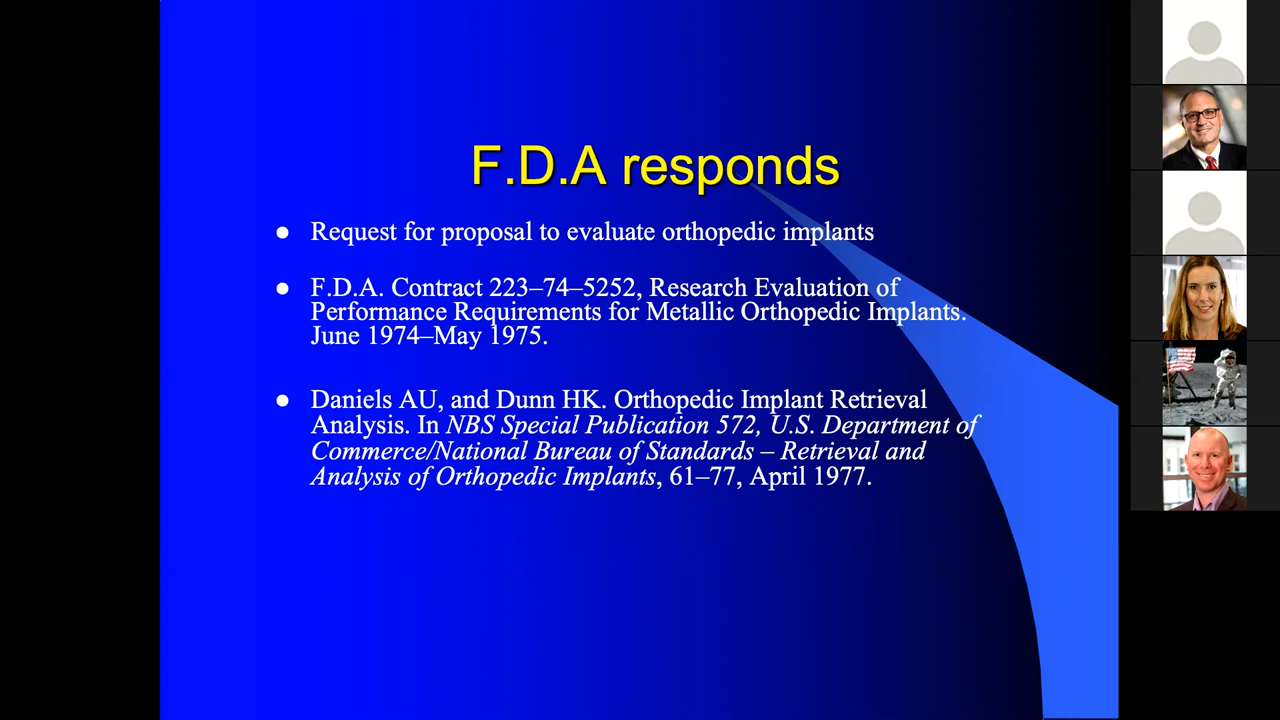 F.D.A responds
● Request for proposal to evaluate orthopedic implants
● F.D.A. Contract 223–74–5252, Research Evaluation of
Performance Requirements for Metallic Orthopedic Implants.
June 1974–May 1975.
● Daniels AU, and Dunn HK. Orthopedic Implant Retrieval
Analysis. In NBS Special Publication 572, U.S. Department of
Commerce/National Bureau of Standards – Retrieval and
Analysis of Orthopedic Implants, 61–77, April 1977.